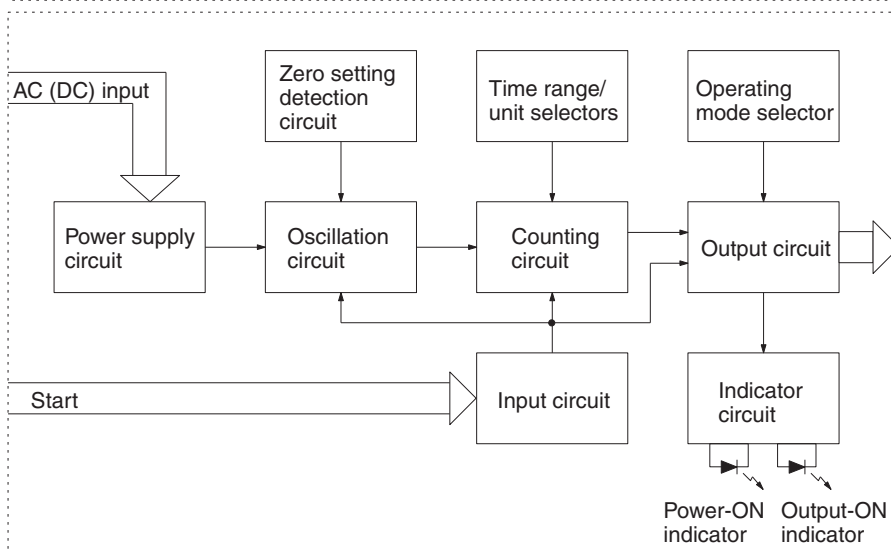 AC (DC) input
Zero setting
detection
circuit
Time range/
unit selectors
Operating
mode selector
Power supply
circuit
Oscillation
circuit
Counting
circuit
Output circuit
Start
Input circuit
Indicator
circuit
Power-ON
indicator
Output-ON
indicator